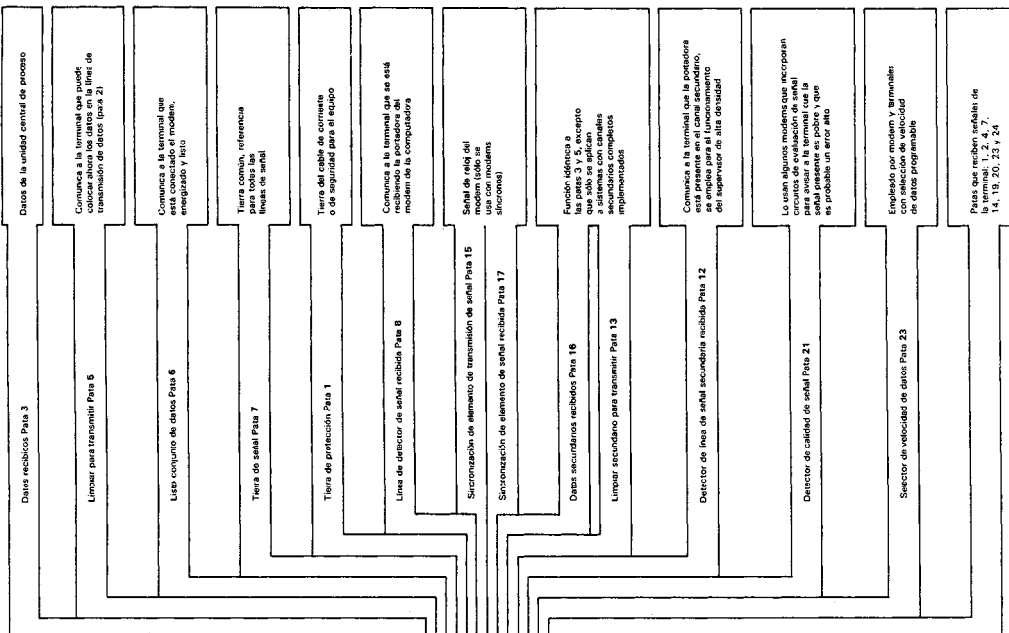 Datos de la unidad central de proceso
Datos recibicos Pata 3
Comunica a la terminal que puede
colocar ahora los datos en la línea de
transmisión de datos (pata 2)
Limpiar para transmitir Pata 5
Comunica a la terminal que
está conectado el modem,
energizado y listo
Listo conjunto de datos Pata 6
Tierra común, referencia
para todas las
líneas de señal
Tierra de señal Pata 7
Tierra del cable de corriente
o de seguridad para el equipo
Tierra de protección Pata 1
Comunica a la terminal que se está
recibiendo la portadora del
modem de la computadora
Línea de detector de señal recibida Pata 8
Señal de reloj del
modem (sólo se
usa con modems
síncronos)
Sincronización de elemento de transmisión de señal Pata 15
Sincronización de elemento de señal recibida Pata 17
Función idéntica a
las patas 3 y 5, excepto
que sólo se aplican
a sistemas con canales
secundarios completos
implementados
Datos secundarios recibidos Pata 16
Limpiar secundario para transmitir Pata 13
Comunica a la terminal que la portadora
está presente en el canal secundario,
se emplea para el funcionamiento
del supervisor de alta densidad
Detector de línea de señal secundaria recibida Pata 12
Lo usan algunos modems que incorporan
circuitos de evaluación de señal
para avisar a la terminal cue la
señal presente es pobre y que
es probable un error alto
Detector de calidad de señal Pata 21
Empleado por modem y terminales
con selección de velocidad
de datos programable
Selector de velocidad de datos Pata 23
Patas que reciben señales de
la terminal: 1, 2, 4, 7,
14, 19, 20, 23 y 24